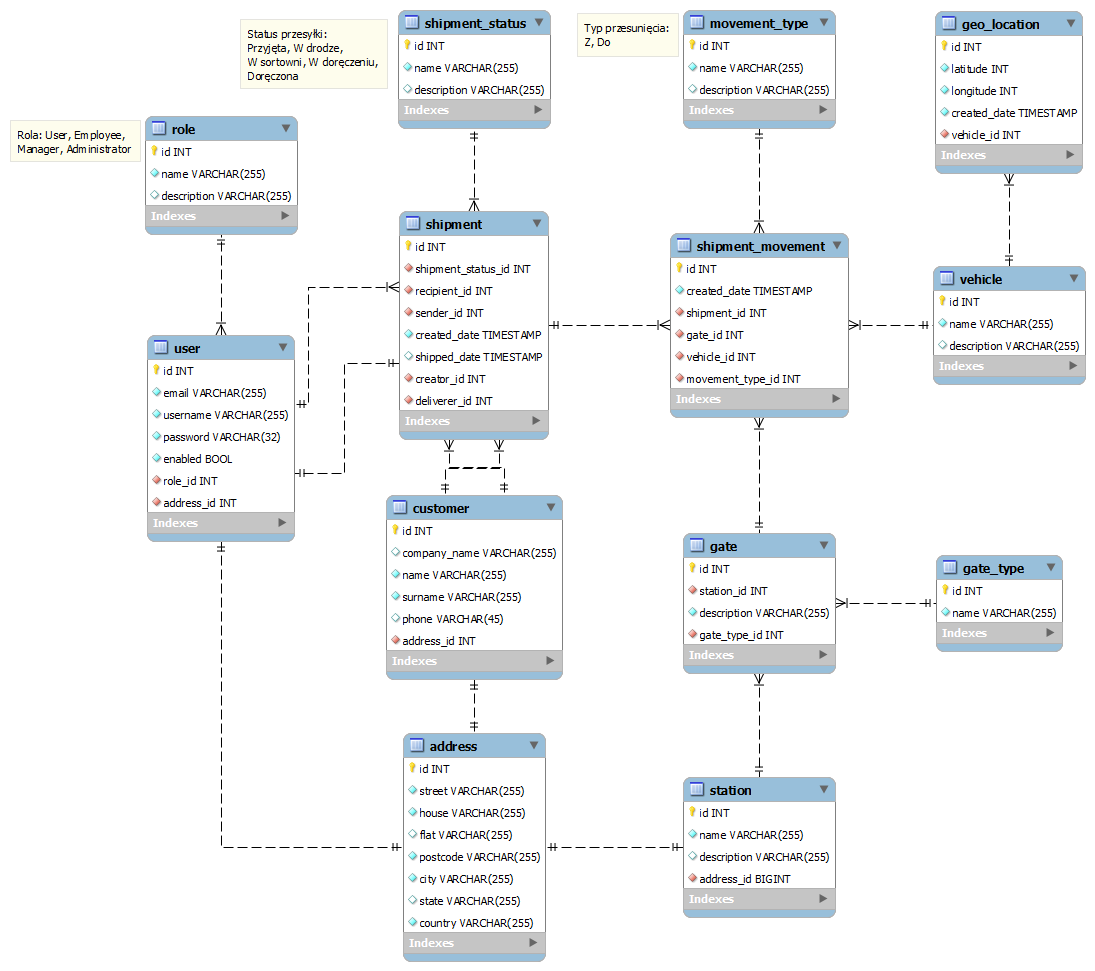 Status przesyłki:
Przyjęta, W drodze,
W sortowni, W doręczeniu,
Doręczona
shipment_status
id INT
name VARCHAR(255)
description VARCHAR(255)
Indexes
Typ przesunięcia:
Z, Do
movement_type
id INT
name VARCHAR(255)
description VARCHAR(255)
Indexes
geo_location
id INT
latitude INT
longitude INT
created_date TIMESTAMP
vehicle_id INT
Indexes
Rola: User, Employee,
Manager, Administrator
role
id INT
name VARCHAR(255)
description VARCHAR(255)
Indexes
shipment
id INT
shipment_status_id INT
recipient_id INT
sender_id INT
created_date TIMESTAMP
shipped_date TIMESTAMP
creator_id INT
deliverer_id INT
Indexes
shipment_movement
id INT
created_date TIMESTAMP
shipment_id INT
gate_id INT
vehicle_id INT
movement_type_id INT
Indexes
vehicle
id INT
name VARCHAR(255)
description VARCHAR(255)
Indexes
user
id INT
email VARCHAR(255)
username VARCHAR(255)
password VARCHAR(32)
enabled BOOL
role_id INT
address_id INT
Indexes
customer
id INT
company_name VARCHAR(255)
name VARCHAR(255)
surname VARCHAR(255)
phone VARCHAR(45)
address_id INT
Indexes
gate
id INT
station_id INT
description VARCHAR(255)
gate_type_id INT
Indexes
gate_type
id INT
name VARCHAR(255)
Indexes
address
id INT
street VARCHAR(255)
house VARCHAR(255)
flat VARCHAR(255)
postcode VARCHAR(255)
city VARCHAR(255)
state VARCHAR(255)
country VARCHAR(255)
Indexes
station
id INT
name VARCHAR(255)
description VARCHAR(255)
address_id BIGINT
Indexes